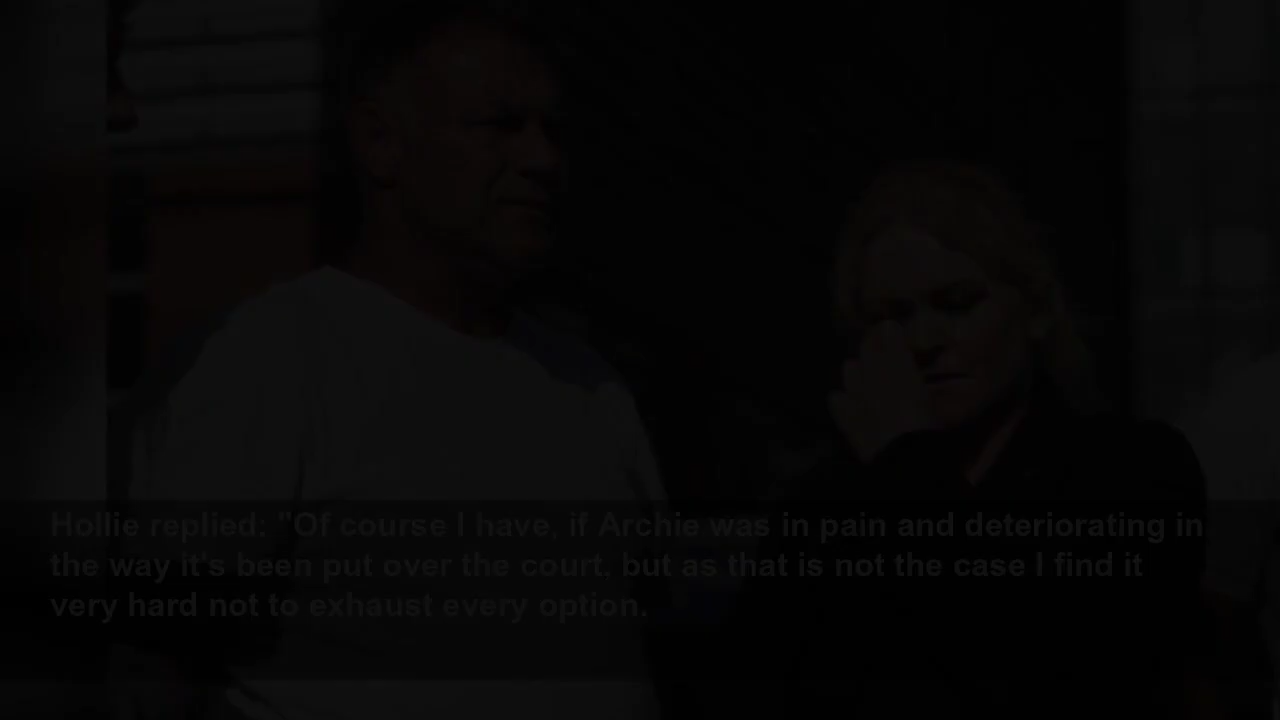 Hollie replied: "Of course I have, if Archie was in pain and deteriorating in
the way it's been put over the court, but as that is not the case I find it
very hard not to exhaust every option.